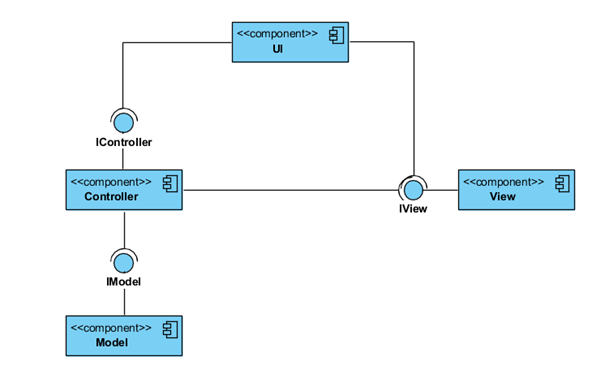 <<component>>
UI
IController
<<component>>
Controller
<<component>>
View
IView
IModel
<<component>>
Model